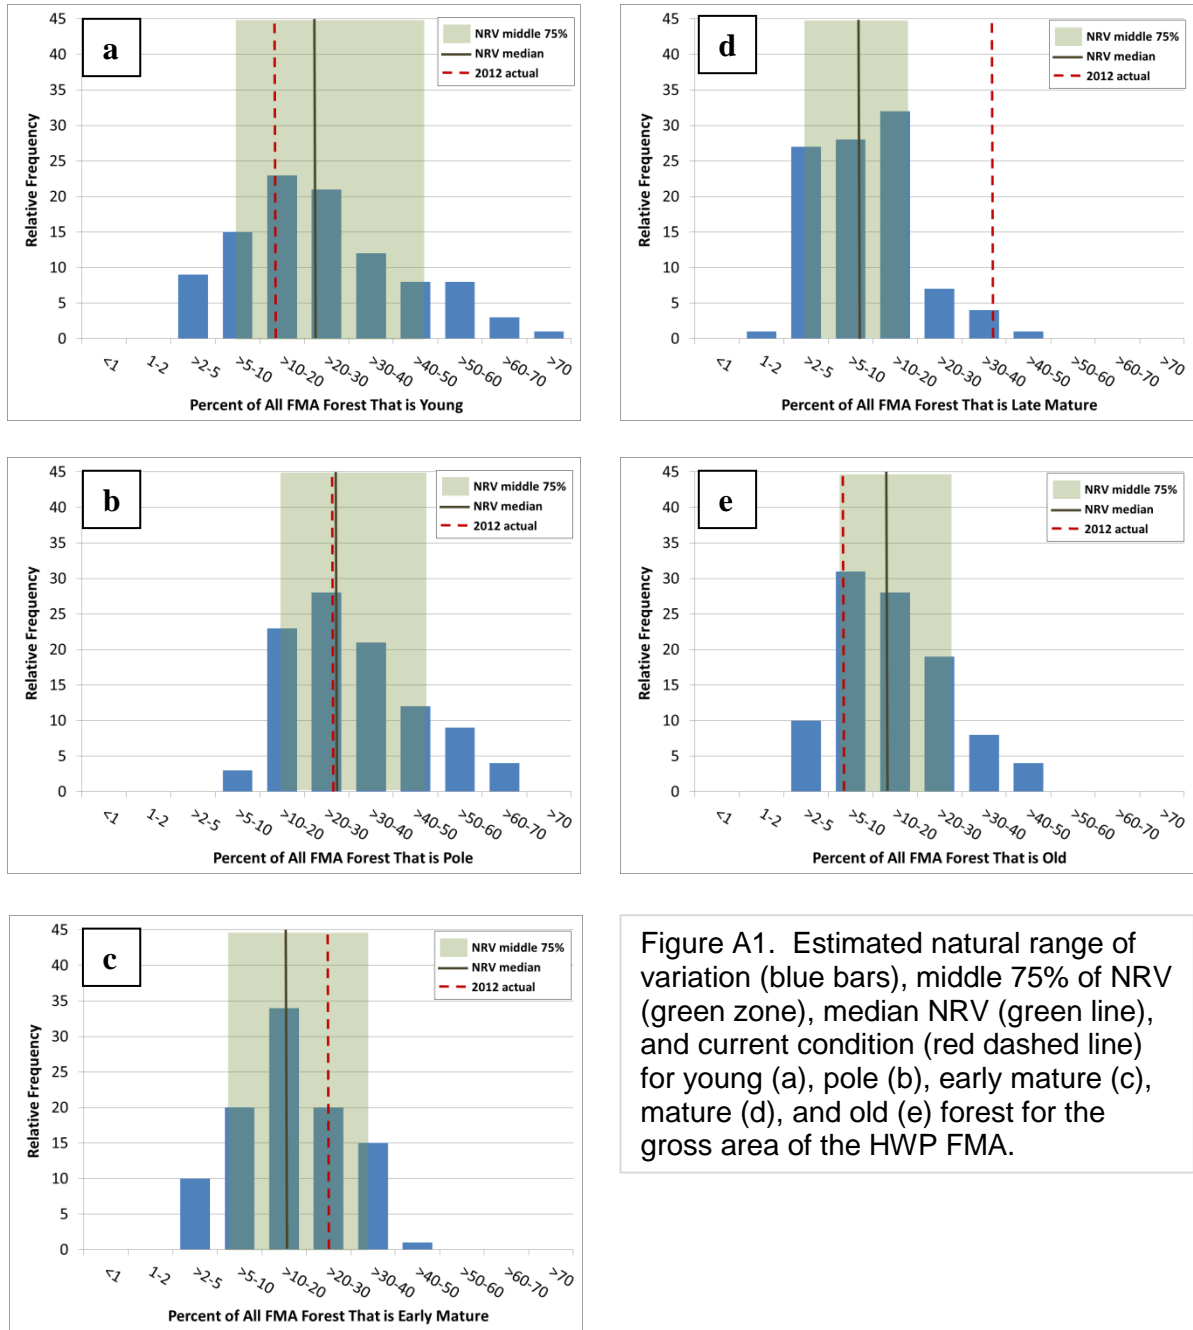 a
45
40
35
30
25
20
15
10
5
0
Relative Frequency
NRV middle 75%
NRV median
2012 actual
<1
1-2
>2-5
>5-10
>10-20
>20-30
>30-40
>40-50
>50-60
>60-70
>70
Percent of All FMA Forest That is Young
d
45
40
35
30
25
20
15
10
5
0
Relative Frequency
NRV middle 75%
NRV median
2012 actual
<1
1-2
>2-5
>5-10
>10-20
>20-30
>30-40
>40-50
>50-60
>60-70
>70
Percent of All FMA Forest That is Late Mature
b
45
40
35
30
25
20
15
10
5
0
Relative Frequency
NRV middle 75%
NRV median
2012 actual
<1
1-2
>2-5
>5-10
>10-20
>20-30
>30-40
>40-50
>50-60
>60-70
>70
Percent of All FMA Forest That is Pole
e
45
40
35
30
25
20
15
10
5
0
Relative Frequency
NRV middle 75%
NRV median
2012 actual
<1
1-2
>2-5
>5-10
>10-20
>20-30
>30-40
>40-50
>50-60
>60-70
>70
Percent of All FMA Forest That is Old
c
45
40
35
30
25
20
15
10
5
0
Relative Frequency
NRV middle 75%
NRV median
2012 actual
<1
1-2
>2-5
>5-10
>10-20
>20-30
>30-40
>40-50
>50-60
>60-70
>70
Percent of All FMA Forest That is Early Mature
Figure A1. Estimated natural range of
variation (blue bars), middle 75% of NRV
(green zone), median NRV (green line),
and current condition (red dashed line)
for young (a), pole (b), early mature (c),
mature (d), and old (e) forest for the
gross area of the HWP FMA.